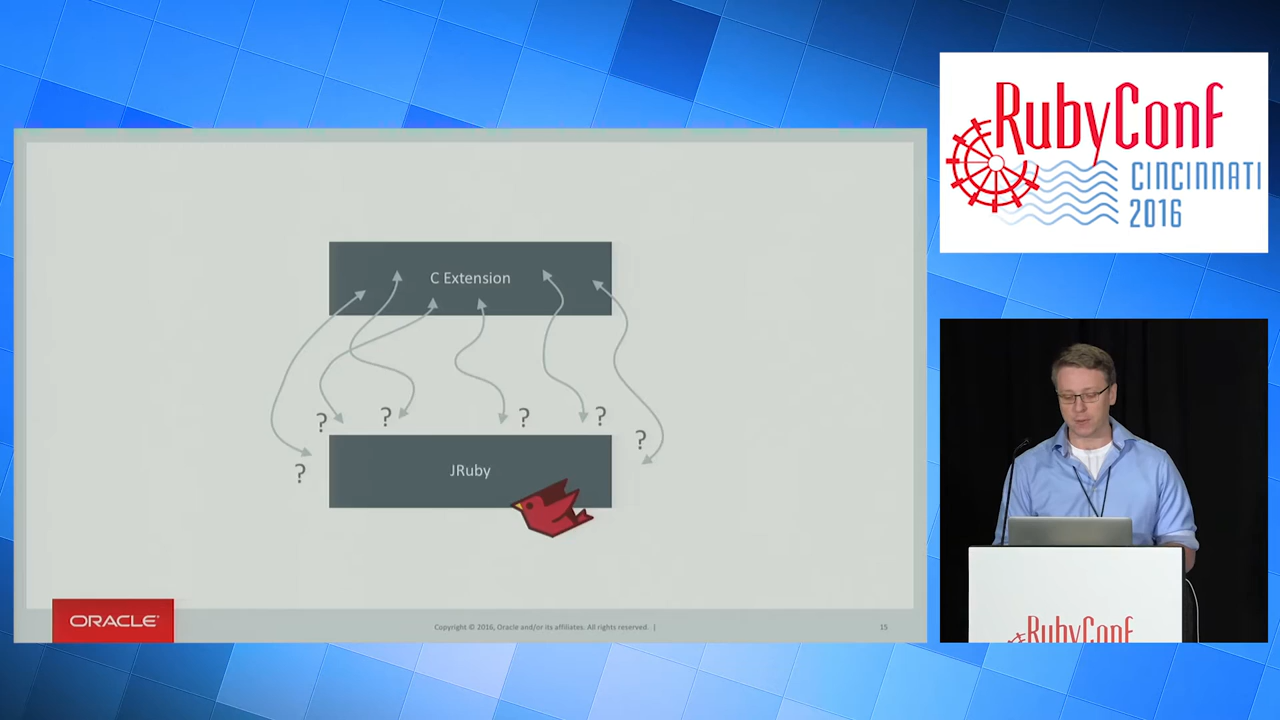 C Extension
?
?
?
?
?
?
JRuby
ORACLE
Copyright © 2016, Oracle and/or its affiliates. All rights reserved. |
15
RubyConf
CINCINNATI
2016
RubyConf